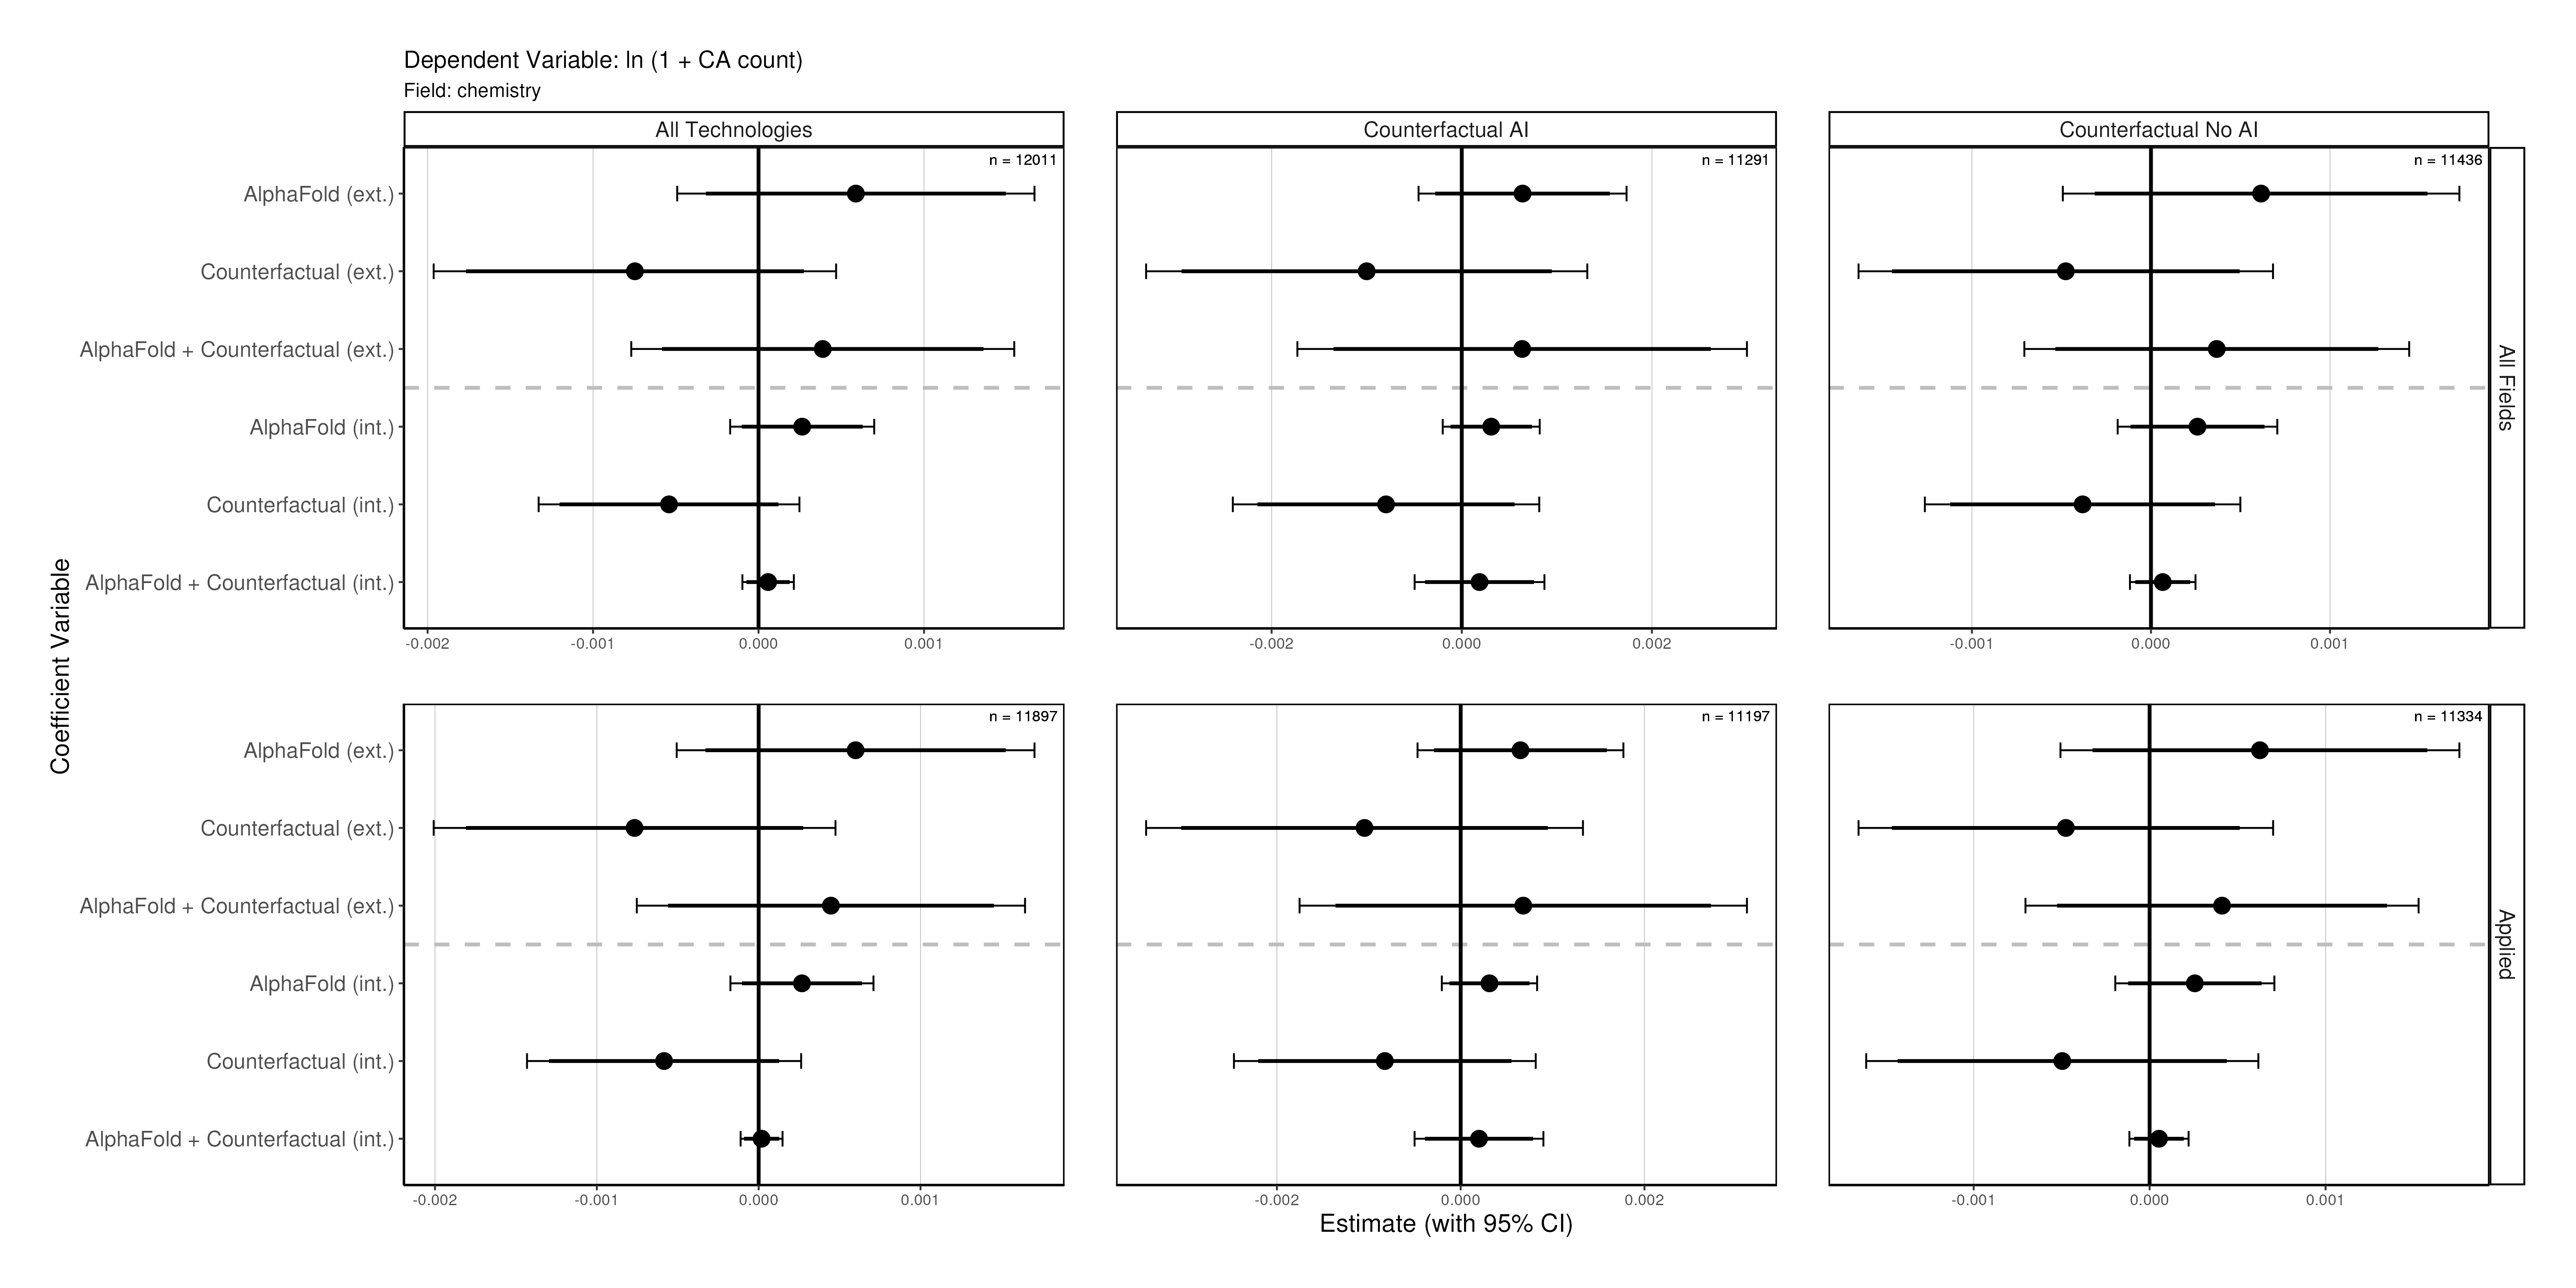 Dependent Variable: ln (1 + CA count)
Field: chemistry
All Technologies
Counterfactual AI
Counterfactual No AI
n = 12011
n = 11291
n = 11436
AlphaFold (ext.)
Counterfactual (ext.)
AlphaFold + Counterfactual (ext.)
AlphaFold (int.)
Counterfactual (int.)
AlphaFold + Counterfactual (int.)
All Fields
-0.002 -0.001 0.000 0.001
-0.002 0.000 0.002
-0.001 0.000 0.001
Coefficient Variable
n = 11897
n = 11197
n = 11334
AlphaFold (ext.)
Counterfactual (ext.)
AlphaFold + Counterfactual (ext.)
AlphaFold (int.)
Counterfactual (int.)
AlphaFold + Counterfactual (int.)
Applied
-0.002 -0.001 0.000 0.001
-0.002 0.000 0.002
-0.001 0.000 0.001
Estimate (with 95% CI)